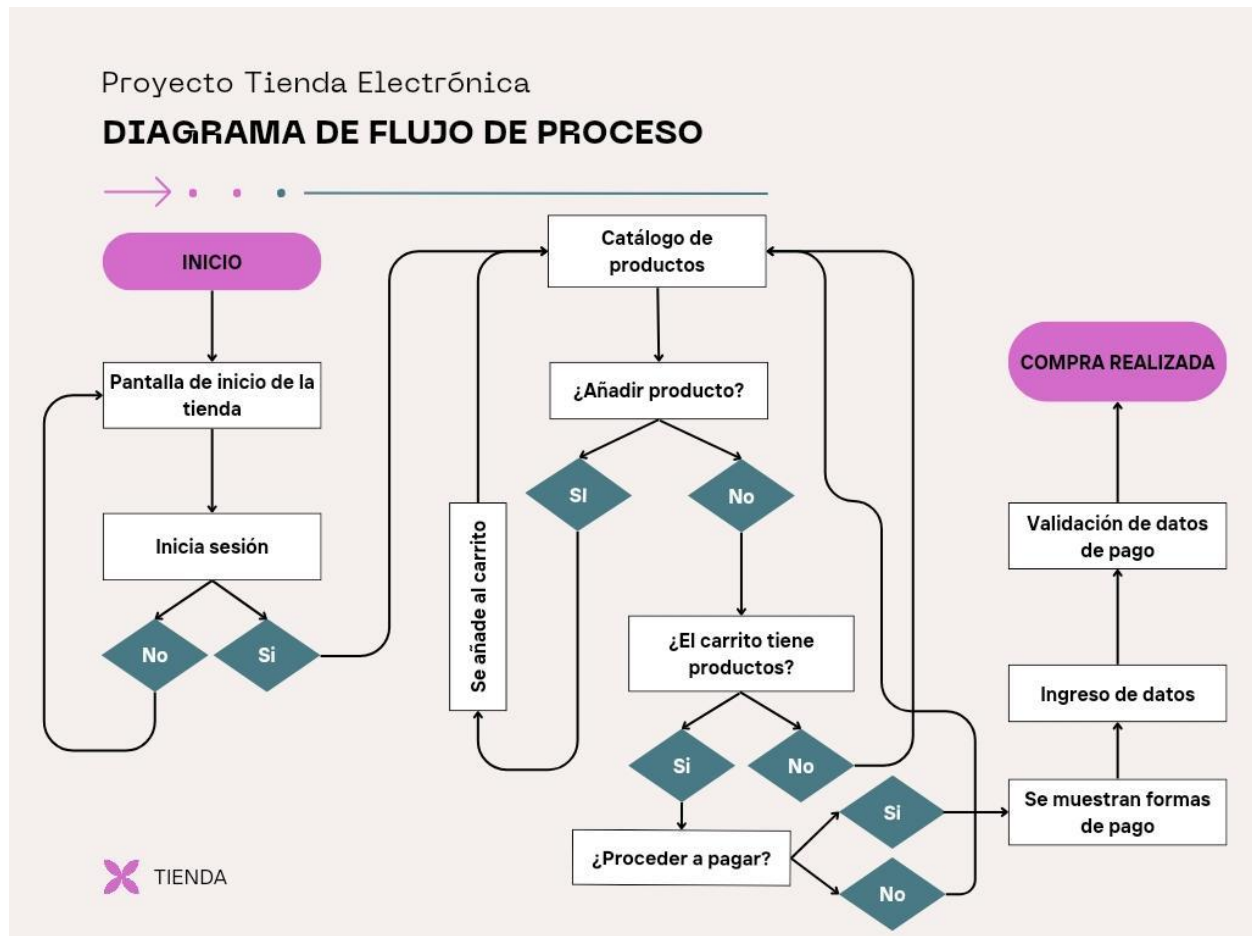 Proyecto Tienda Electrónica
DIAGRAMA DE FLUJO DE PROCESO
INICIO
Pantalla de inicio de la
tienda
Inicia sesión
No
Si
Catálogo de
productos
¿Añadir producto?
SI
No
Se añade al carrito
¿El carrito tiene
productos?
Si
No
¿Proceder a pagar?
Si
No
Se muestran formas
de pago
Ingreso de datos
Validación de datos
de pago
COMPRA REALIZADA
TIENDA